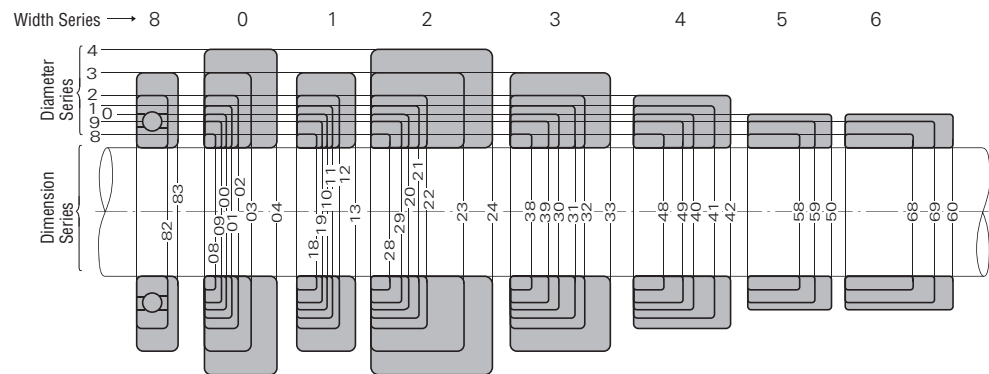 Width Series → 8 0 1 2 3 4 5 6
Diameter Series
4
3
2
1
0
9
8
Dimension Series
82 83
08 09 00 01 02 03 04
18 19 10 11 12 13
28 29 20 21 22 23 24
38 39 30 31 32 33
48 49 40 41 42
58 59 50
68 69 60